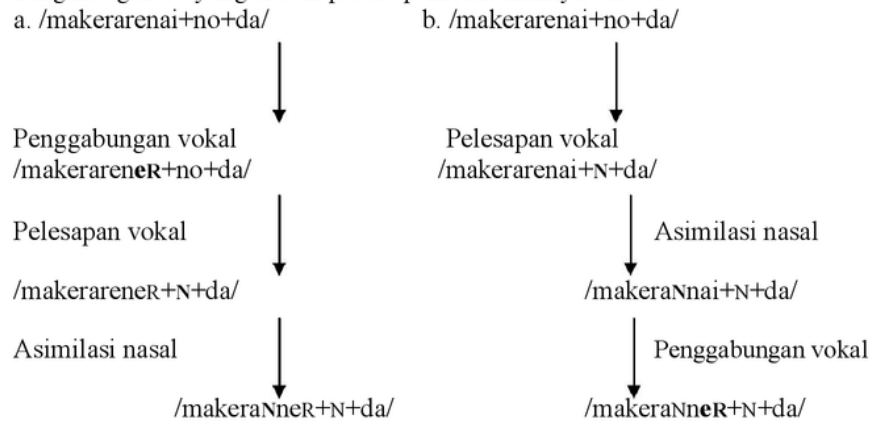 a. /makerarenai+no+da/ b. /makerarenai+no+da/
Penggabungan vokal Pelesapan vokal
/makerareneR+no+da/ /makerarenai+N+da/
Pelesapan vokal Asimilasi nasal
/makerareneR+N+da/ /makeraNnai+N+da/
Asimilasi nasal Penggabungan vokal
/makeraNneR+N+da/ /makeraNneR+N+da/